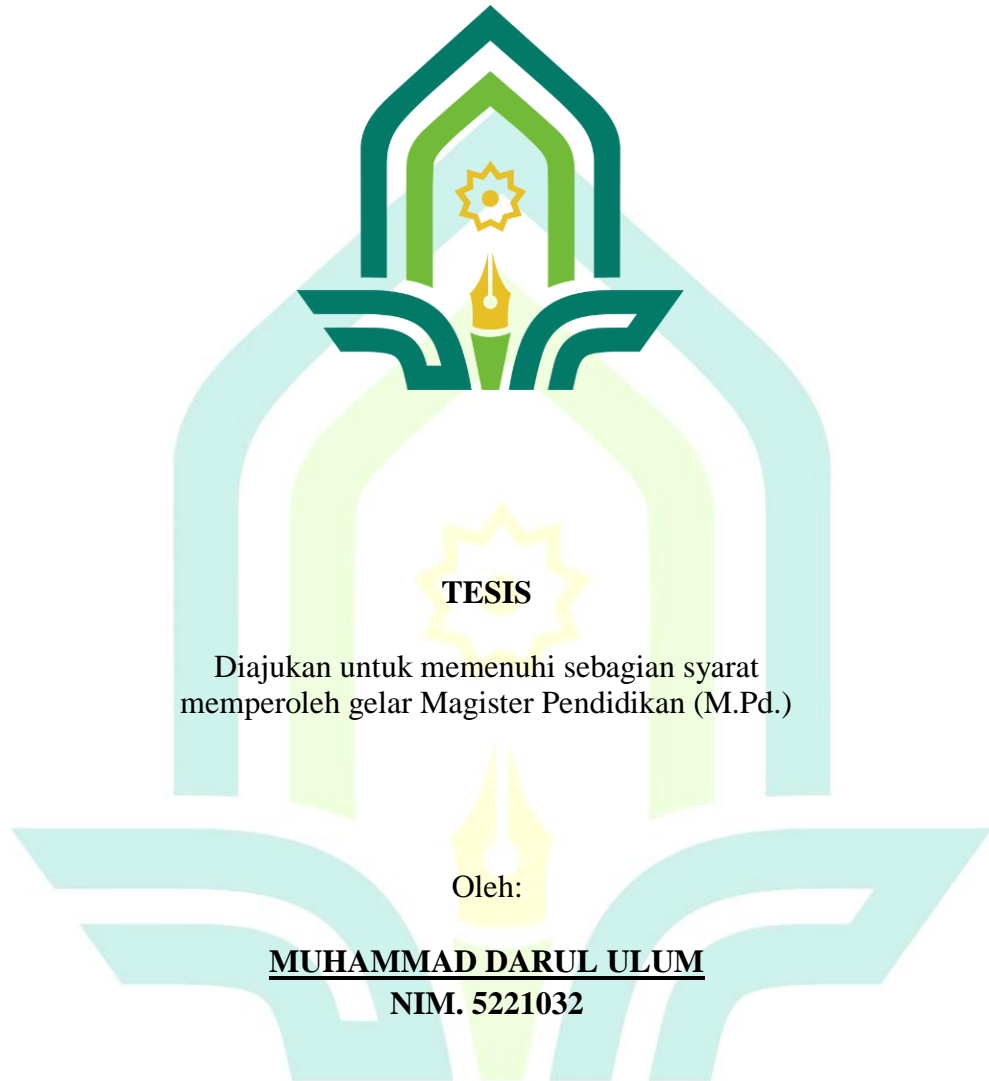 TESIS
Diajukan untuk memenuhi sebagian syarat
memperoleh gelar Magister Pendidikan (M.Pd.)
Oleh:
MUHAMMAD DARUL ULUM
NIM. 5221032